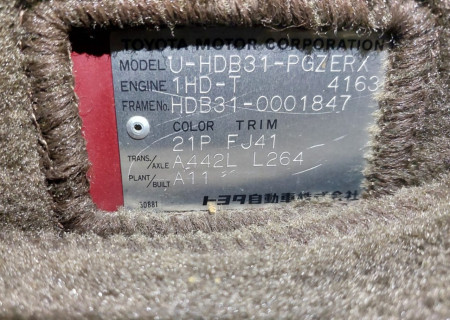 TOYOTA MOTOR CORPORATION
MODEL U-HDB31-PGZERX
ENGINE 1HD-T 4163
FRAME No. HDB31-0001847
COLOR TRIM
21P FJ41
TRANS./AXLE A442L L264
PLANT/BUILT A11
30881
トヨタ自動車株式会社